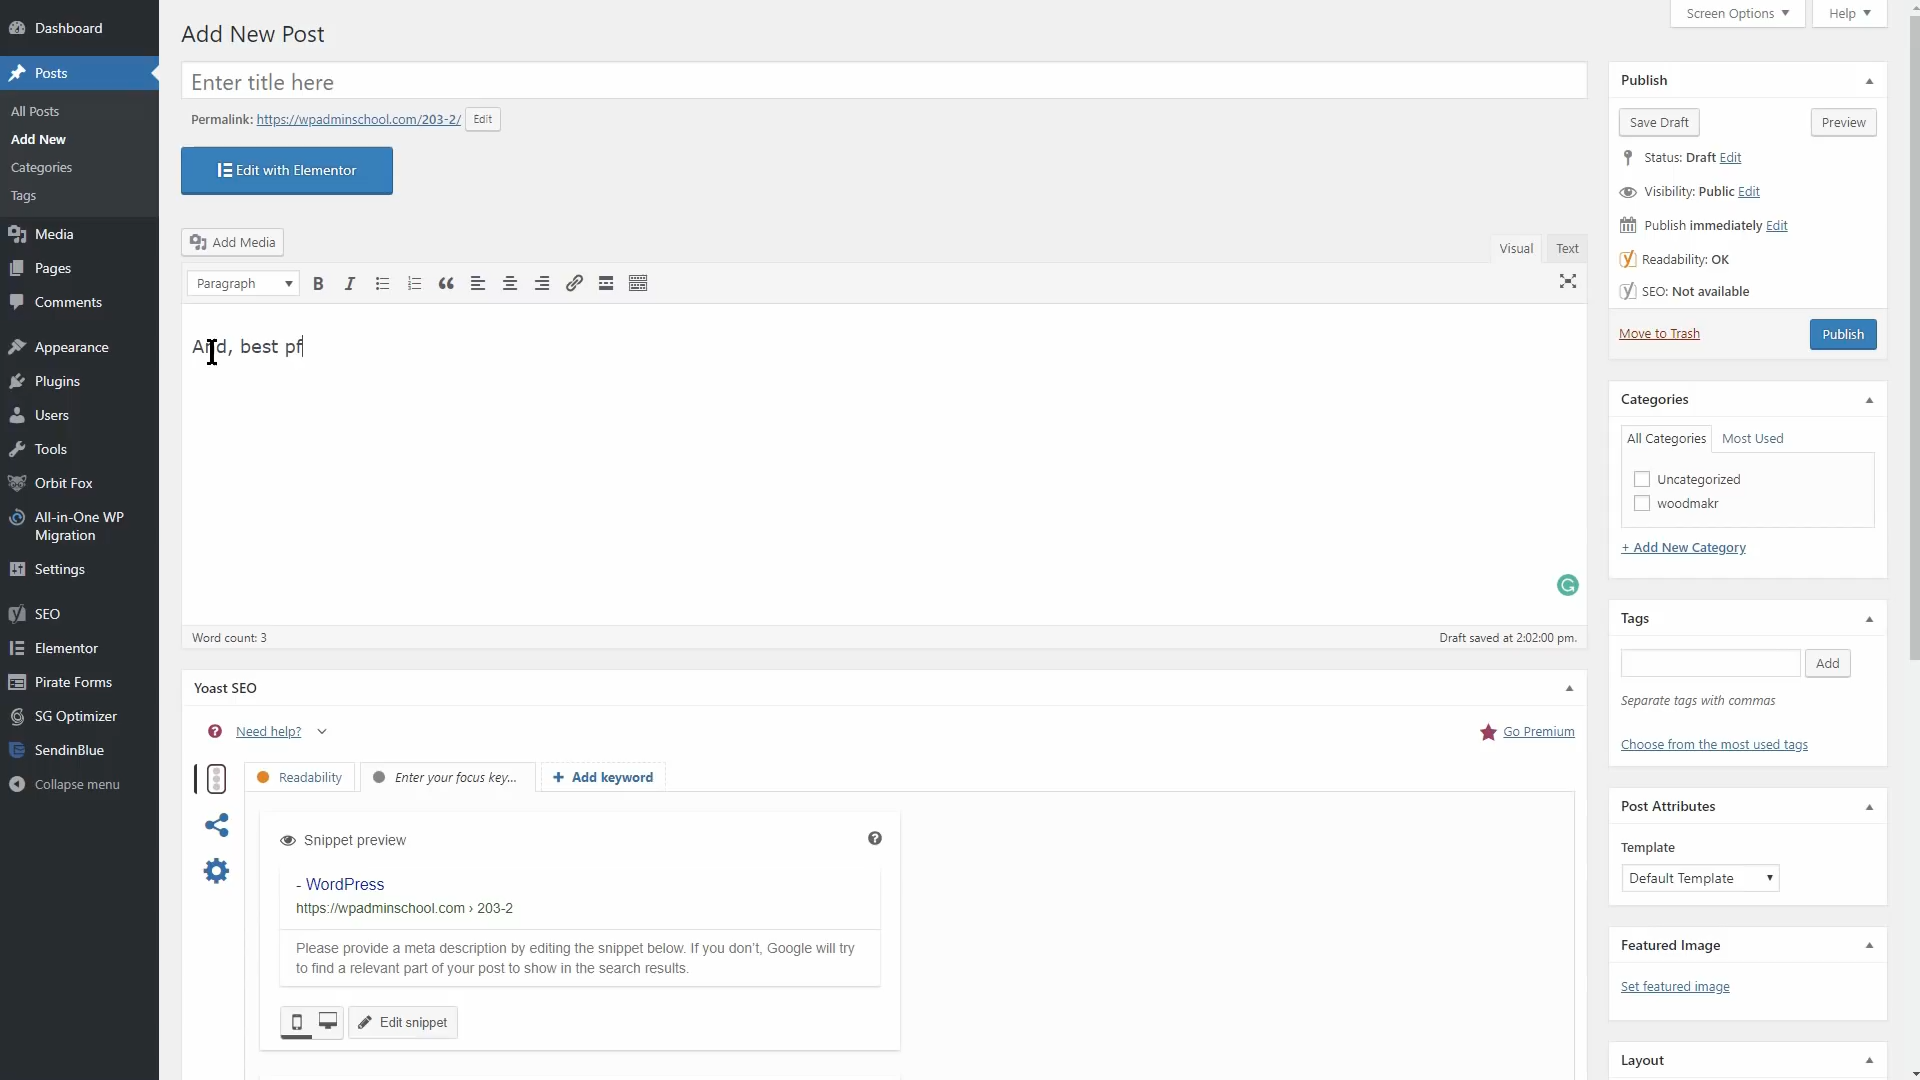 Dashboard
Posts
All Posts
Add New
Categories
Tags
Media
Pages
Comments
Appearance
Plugins
Users
Tools
Orbit Fox
All-in-One WP
Migration
Settings
SEO
Elementor
Pirate Forms
SG Optimizer
SendinBlue
Collapse menu
Screen Options
Help
Add New Post
Enter title here
Permalink: https://wpadminschool.com/203-2/ Edit
Edit with Elementor
Add Media
Visual Text
Paragraph
And, best pf
Word count: 3
Draft saved at 2:02:00 pm.
Yoast SEO
Need help?
Go Premium
Readability
Enter your focus key...
+ Add keyword
Snippet preview
- WordPress
https://wpadminschool.com › 203-2
Please provide a meta description by editing the snippet below. If you don’t, Google will try
to find a relevant part of your post to show in the search results.
Edit snippet
Publish
Save Draft Preview
Status: Draft Edit
Visibility: Public Edit
Publish immediately Edit
Readability: OK
SEO: Not available
Move to Trash Publish
Categories
All Categories Most Used
Uncategorized
woodmakr
+ Add New Category
Tags
Add
Separate tags with commas
Choose from the most used tags
Post Attributes
Template
Default Template
Featured Image
Set featured image
Layout